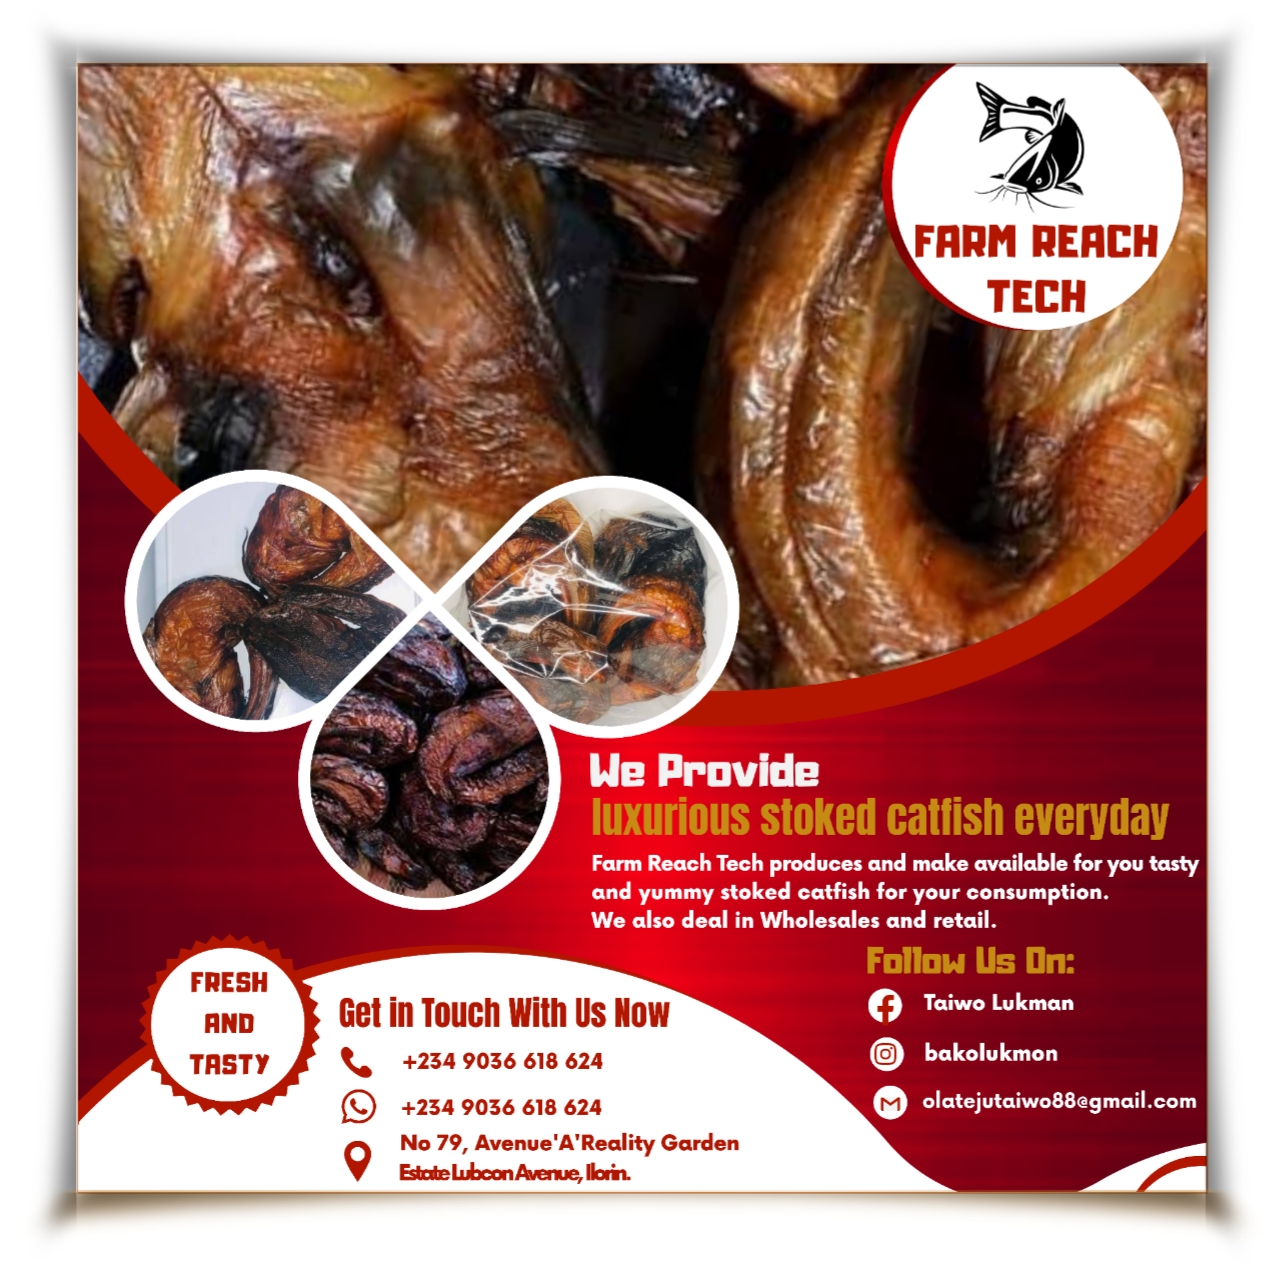 FARM REACH
TECH
We Provide
luxurious stoked catfish everyday
Farm Reach Tech produces and make available for you tasty
and yummy stoked catfish for your consumption.
We also deal in Wholesales and retail.
Follow Us On:
Taiwo Lukman
bakolukmon
olatejutaiwo88@gmail.com
FRESH
AND
TASTY
Get in Touch With Us Now
+234 9036 618 624
+234 9036 618 624
No 79, Avenue'A'Reality Garden
Estate Lubcon Avenue, Ilorin.